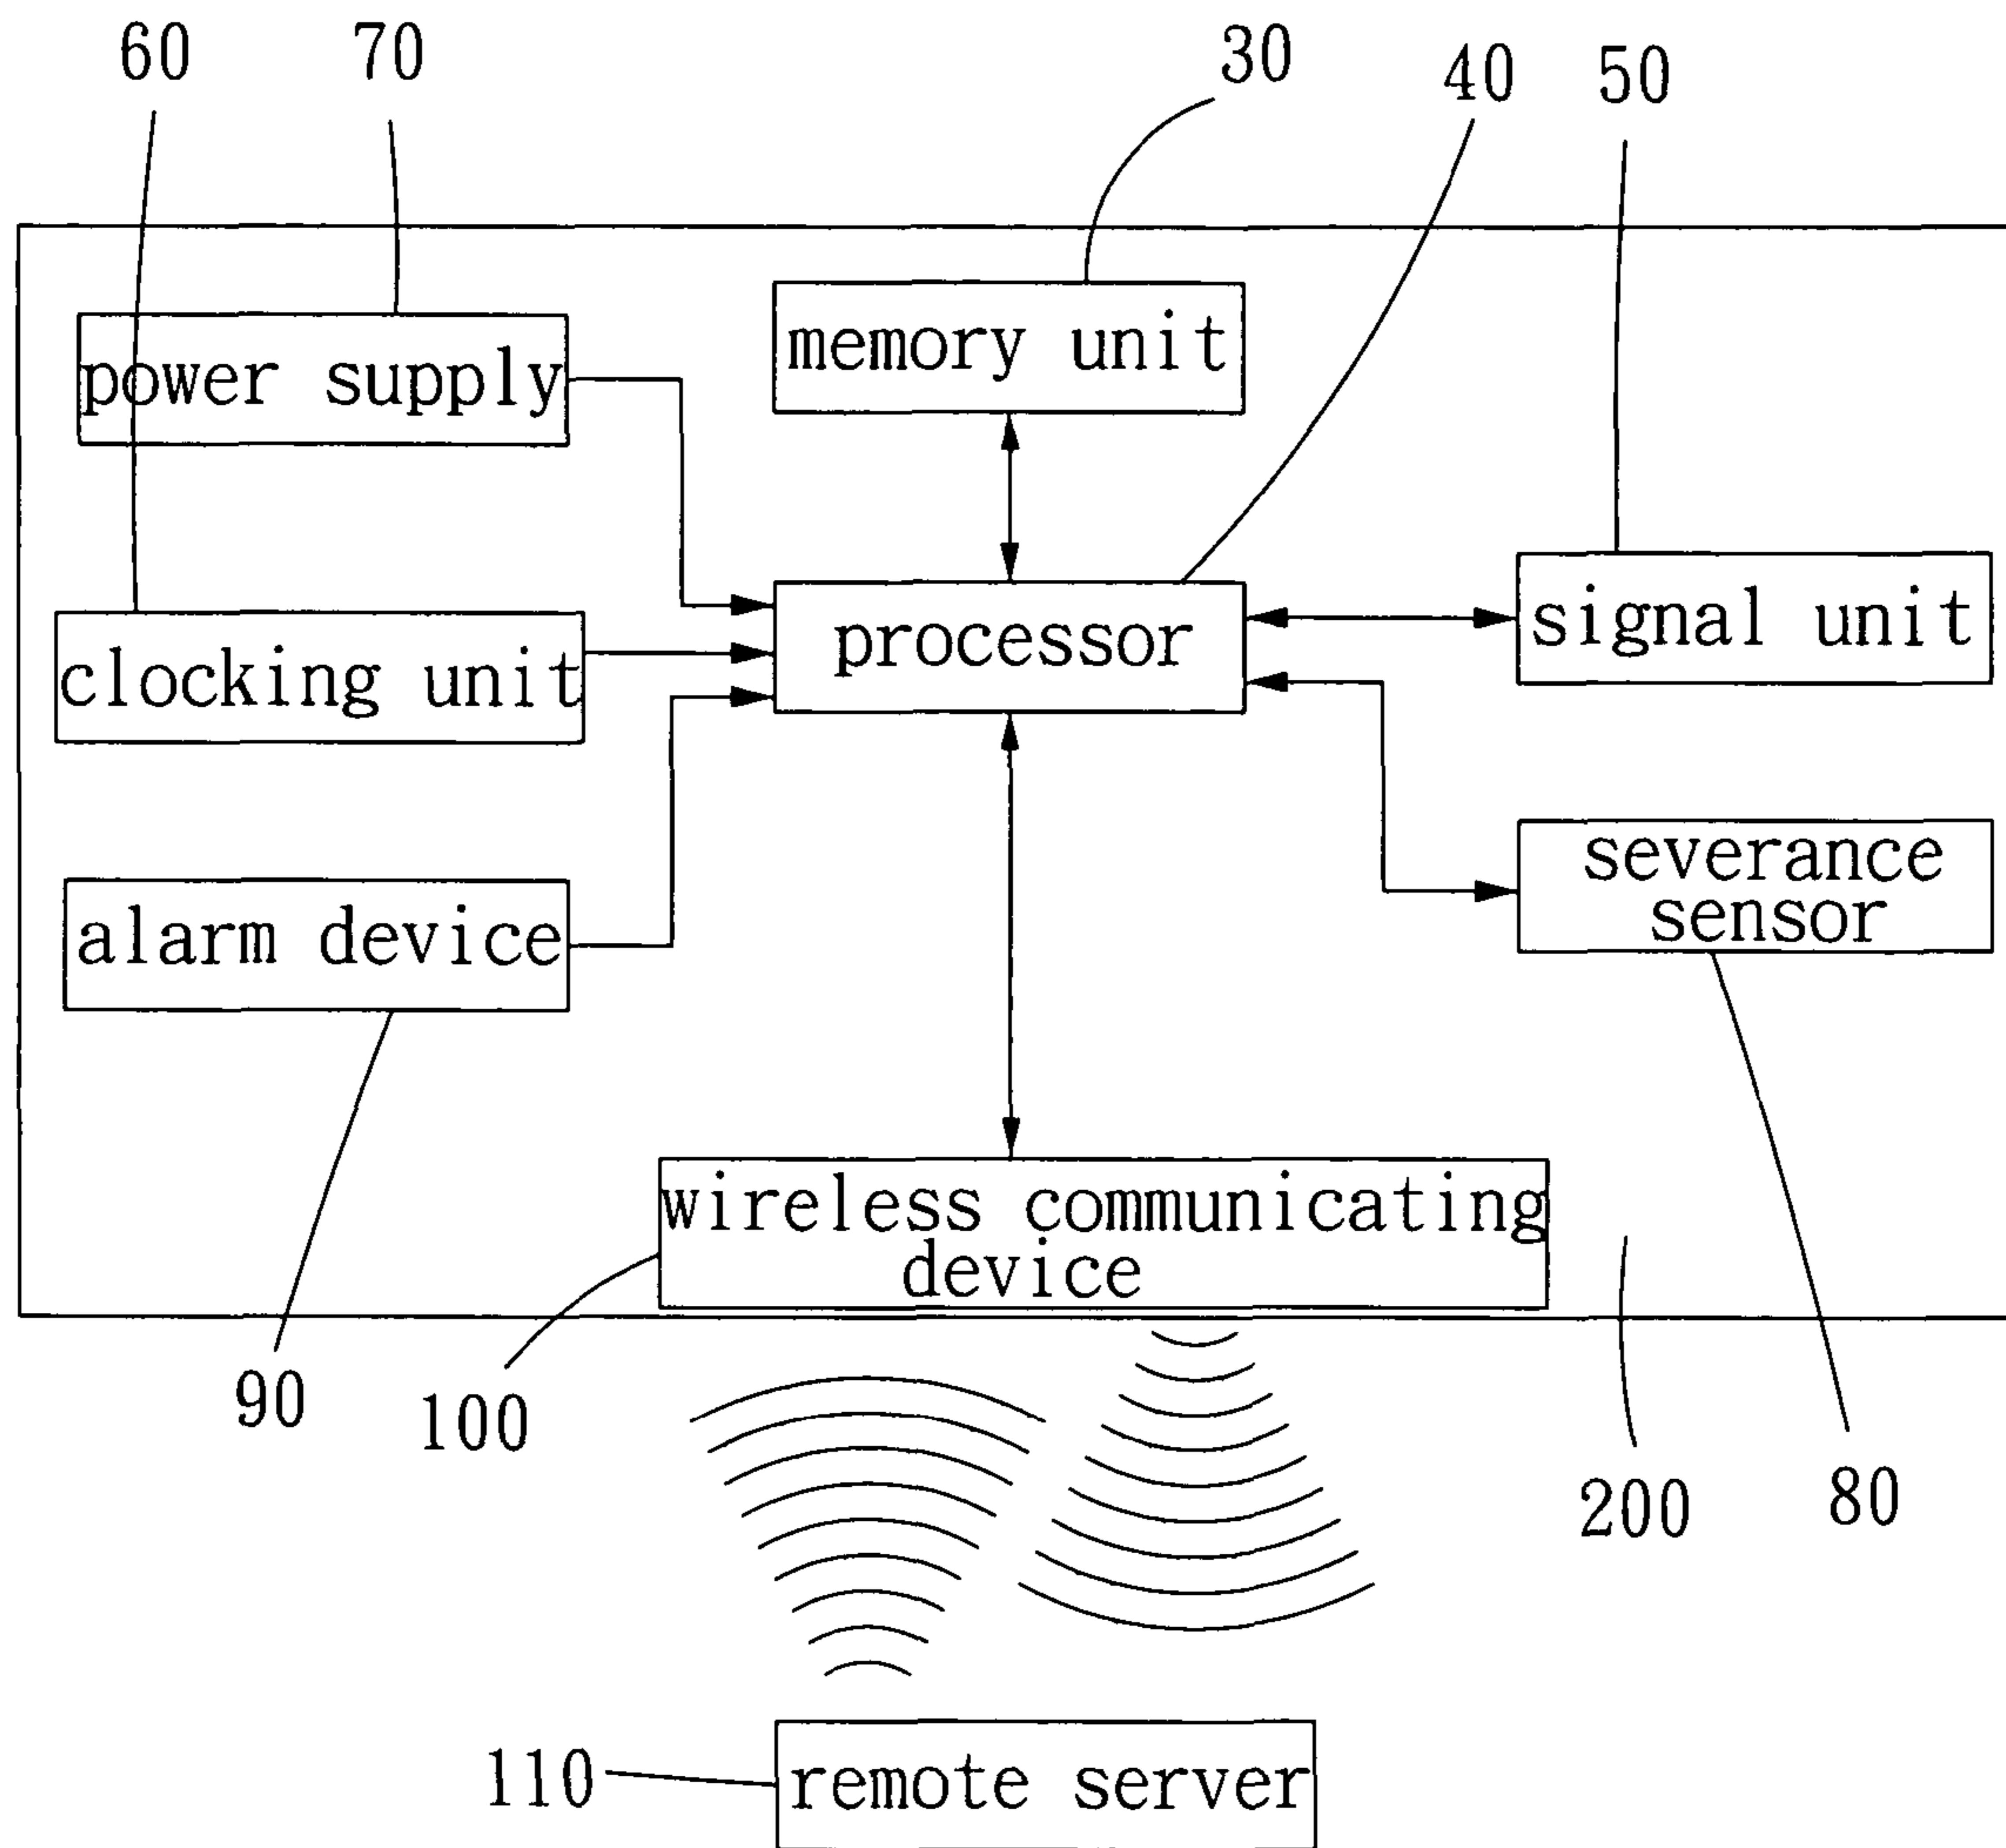 60
70
30
40
50
power supply
memory unit
clocking unit
processor
signal unit
alarm device
severance
sensor
wireless communicating
device
90
100
200
80
110
remote server